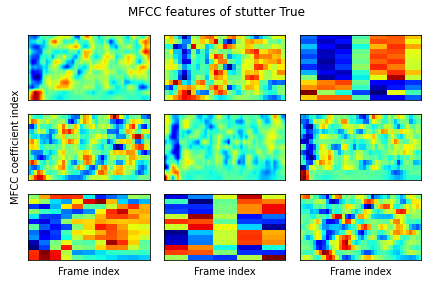 MFCC features of stutter True
MFCC coefficient index
Frame index
Frame index
Frame index